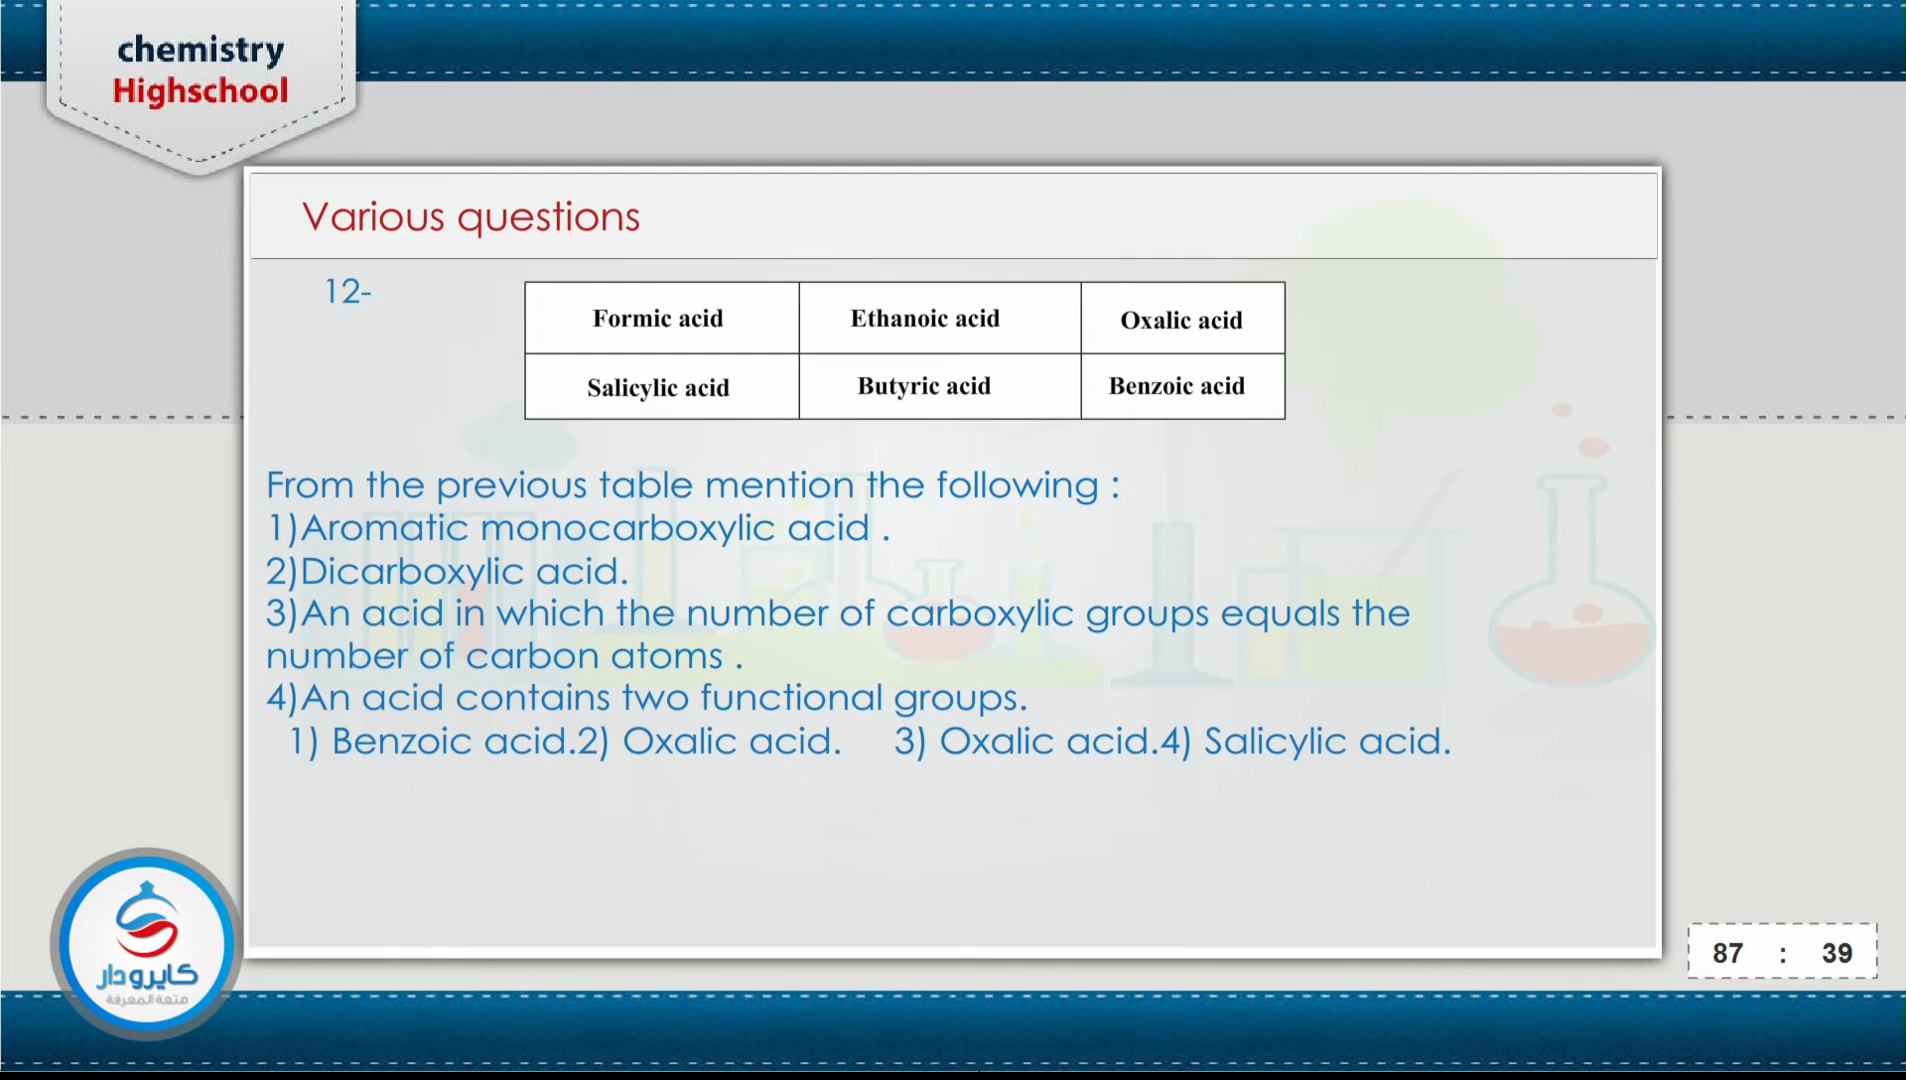 chemistry
Highschool
Various questions
12-
Formic acid Ethanoic acid Oxalic acid
Salicylic acid Butyric acid Benzoic acid
From the previous table mention the following :
1)Aromatic monocarboxylic acid .
2)Dicarboxylic acid.
3)An acid in which the number of carboxylic groups equals the
number of carbon atoms .
4)An acid contains two functional groups.
1) Benzoic acid.2) Oxalic acid. 3) Oxalic acid.4) Salicylic acid.
كايرودار
متعة المعرفة
87 : 39